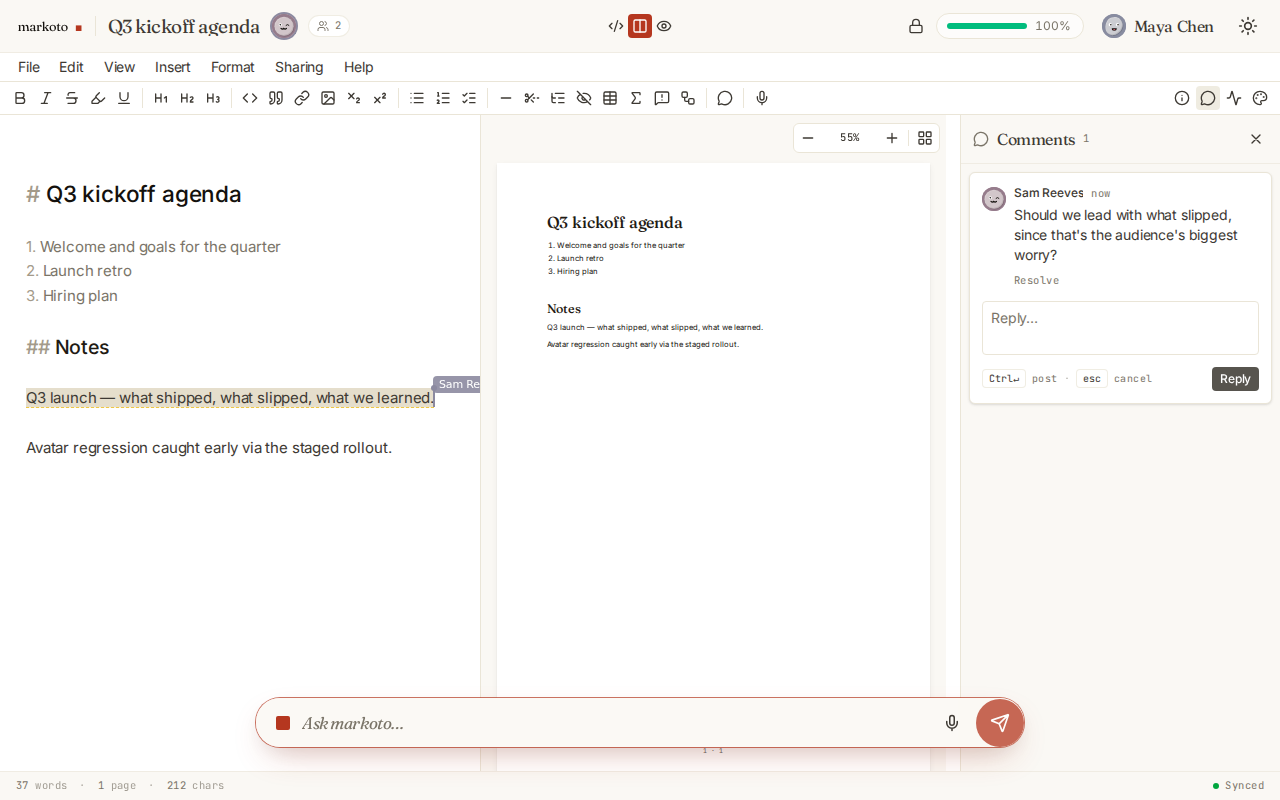 markoto
Q3 kickoff agenda
2
100%
Maya Chen
File Edit View Insert Format Sharing Help
H1 H2 H3
55%
# Q3 kickoff agenda
1. Welcome and goals for the quarter
2. Launch retro
3. Hiring plan
## Notes
Sam Re
Q3 launch — what shipped, what slipped, what we learned.
Avatar regression caught early via the staged rollout.
Q3 kickoff agenda
1. Welcome and goals for the quarter
2. Launch retro
3. Hiring plan
Notes
Q3 launch — what shipped, what slipped, what we learned.
Avatar regression caught early via the staged rollout.
1 · 1
Comments 1
Sam Reeves now
Should we lead with what slipped,
since that's the audience's biggest
worry?
Resolve
Reply...
Ctrl↵ post · esc cancel
Reply
Ask markoto...
37 words · 1 page · 212 chars
Synced